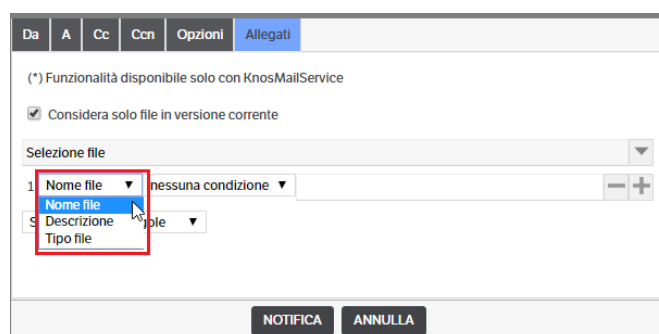 Da A Cc Ccn Opzioni Allegati
(*) Funzionalità disponibile solo con KnosMailService
Considera solo file in versione corrente
Selezione file
1 Nome file nessuna condizione
Nome file
Descrizione
Tipo file
NOTIFICA ANNULLA